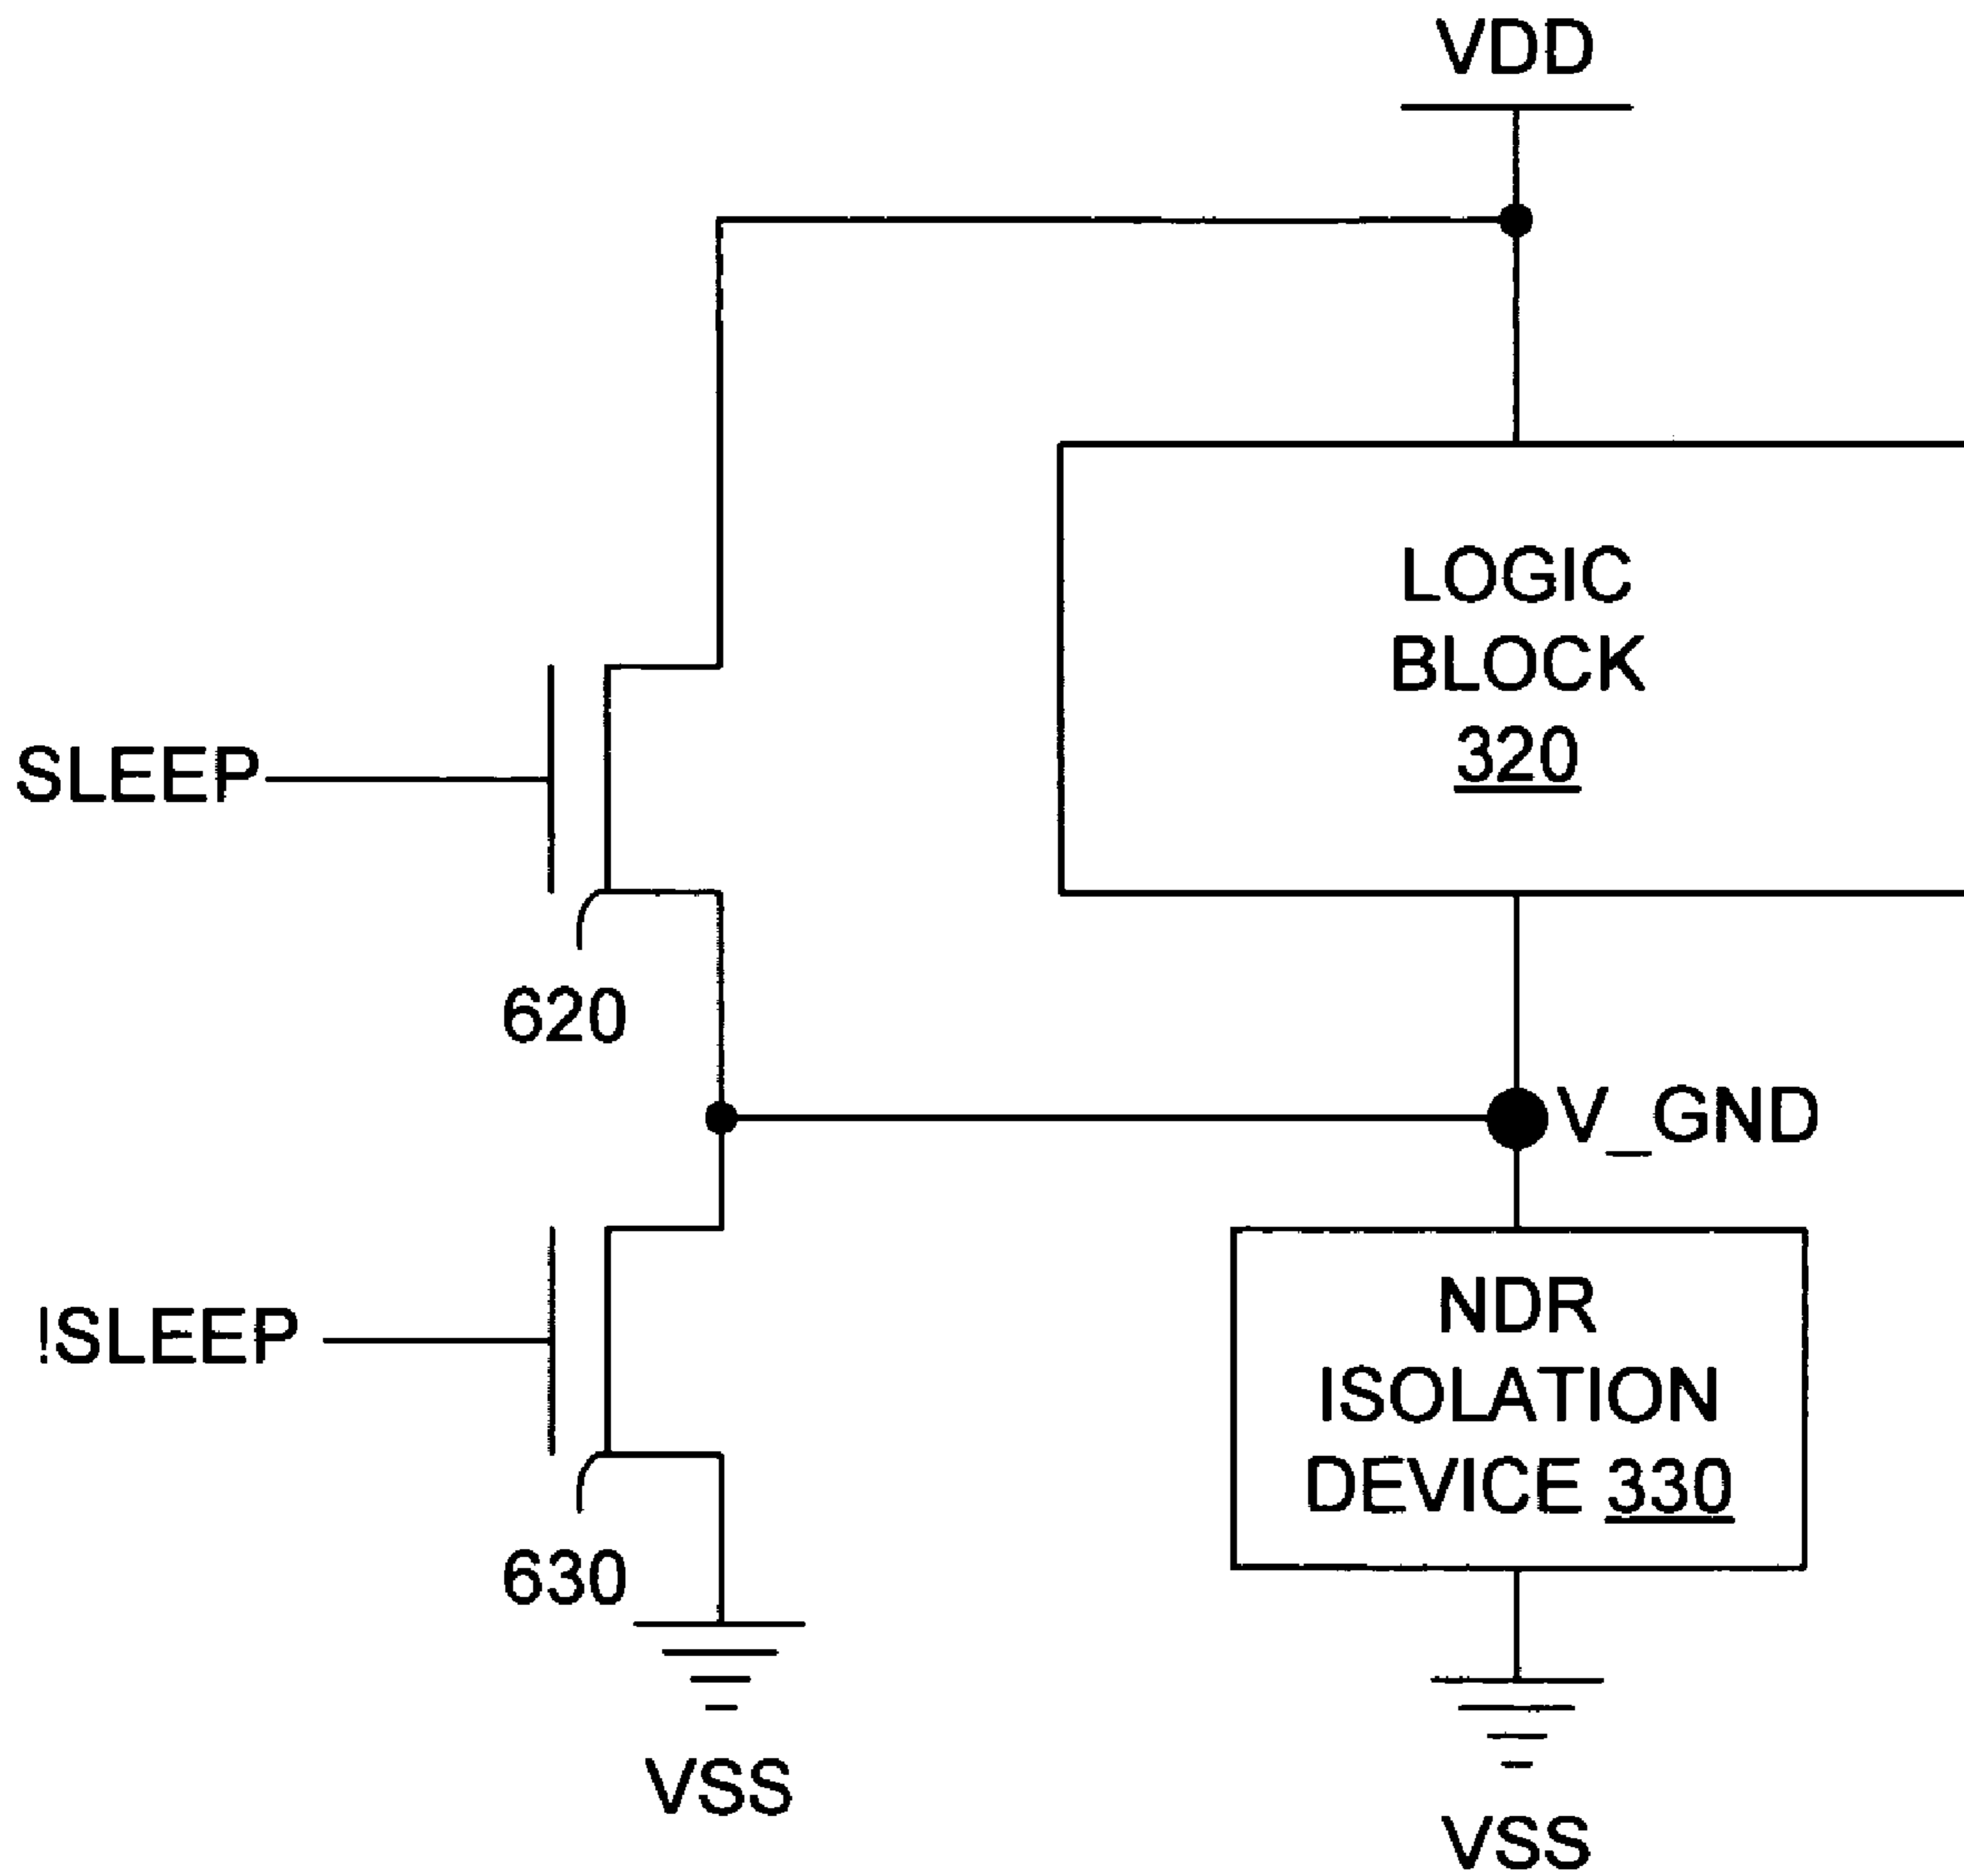 VDD
LOGIC
BLOCK
320
SLEEP
620
V_GND
!SLEEP
NDR
ISOLATION
DEVICE 330
630
VSS
VSS